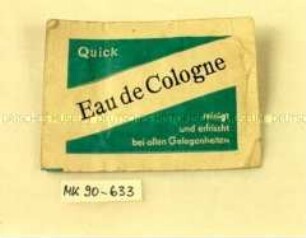 Quick
Eau de Cologne
reinigt
und erfrischt
bei allen Gelegenheiten
MK 90-633